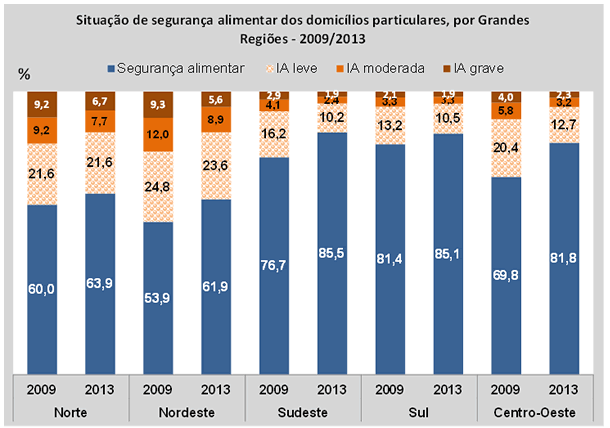 Situação de segurança alimentar dos domicílios particulares, por Grandes
Regiões - 2009/2013
%
Segurança alimentar IA leve IA moderada IA grave
9,2 6,7 9,3 5,6 2,9 1,9 2,1 1,9 4,0 2,3
9,2 7,7 12,0 8,9 4,1 2,4 3,3 3,3 5,8 3,2
21,6 21,6 24,8 23,6 16,2 10,2 13,2 10,5 20,4 12,7
60,0 63,9 53,9 61,9 76,7 85,5 81,4 85,1 69,8 81,8
2009 2013 2009 2013 2009 2013 2009 2013 2009 2013
Norte Nordeste Sudeste Sul Centro-Oeste